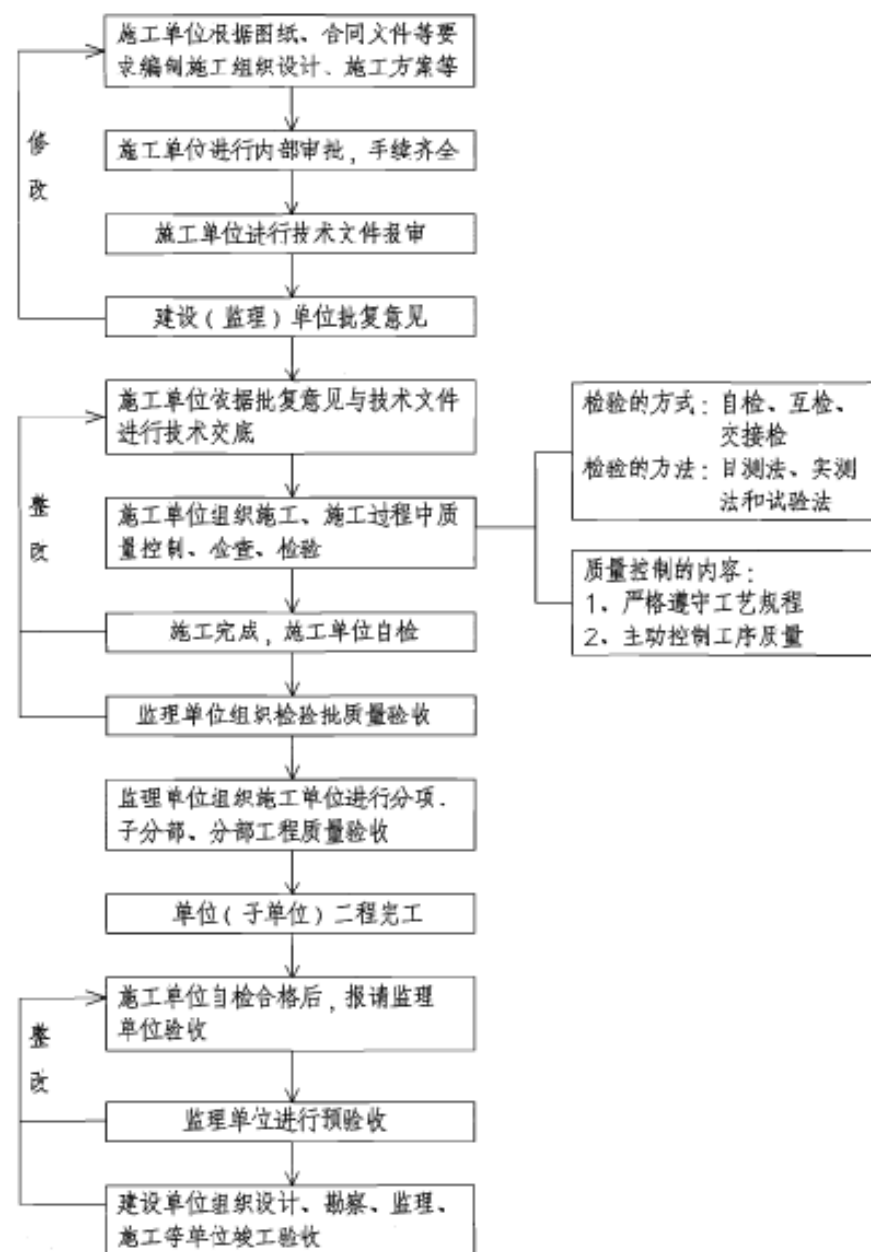 施工单位根据图纸、合同文件等要
求编制施工组织设计、施工方案等
修
改
施工单位进行内部审批，手续齐全
施工单位进行技术文件报审
建设（监理）单位批复意见
施工单位依据批复意见与技术文件
进行技术交底
检验的方式：自检、互检、
交接检
检验的方法：目测法、实测
法和试验法
整
改
施工单位组织施工、施工过程中质
量控制、检查、检验
质量控制的内容：
1、严格遵守工艺规程
2、主动控制工序质量
施工完成，施工单位自检
监理单位组织检验批质量验收
监理单位组织施工单位进行分项、
子分部、分部工程质量验收
单位（子单位）二程完工
施工单位自检合格后，报请监理
单位验收
整
改
监理单位进行预验收
建设单位组织设计、勘察、监理、
施工等单位竣工验收